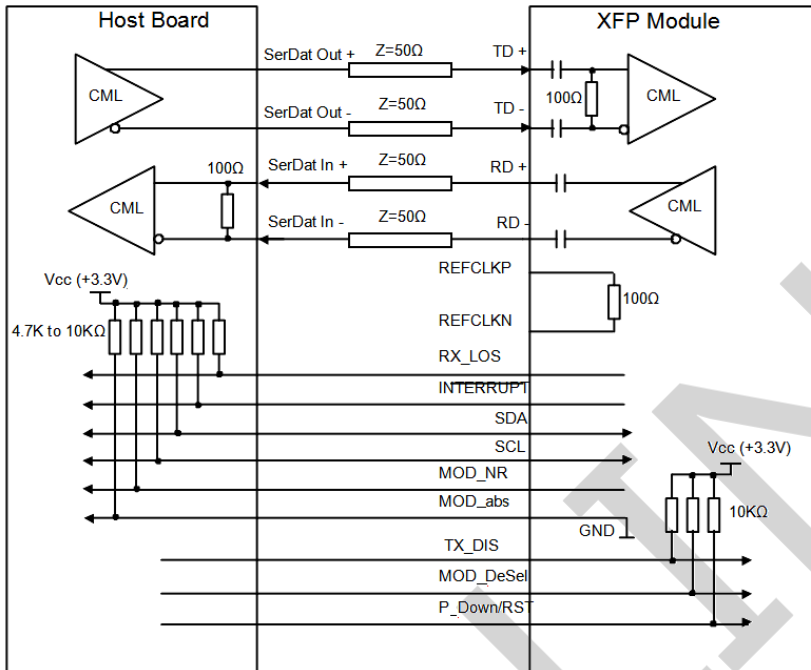 Host Board
XFP Module
SerDat Out +
Z=50Ω
TD +
CML
100Ω
CML
SerDat Out -
Z=50Ω
TD -
100Ω
SerDat In +
Z=50Ω
RD +
CML
CML
SerDat In -
Z=50Ω
RD -
REFCLKP
Vcc (+3.3V)
100Ω
REFCLKN
4.7K to 10KΩ
RX_LOS
INTERRUPT
SDA
SCL
Vcc (+3.3V)
MOD_NR
MOD_abs
10KΩ
GND
TX_DIS
MOD_DeSel
P_Down/RST